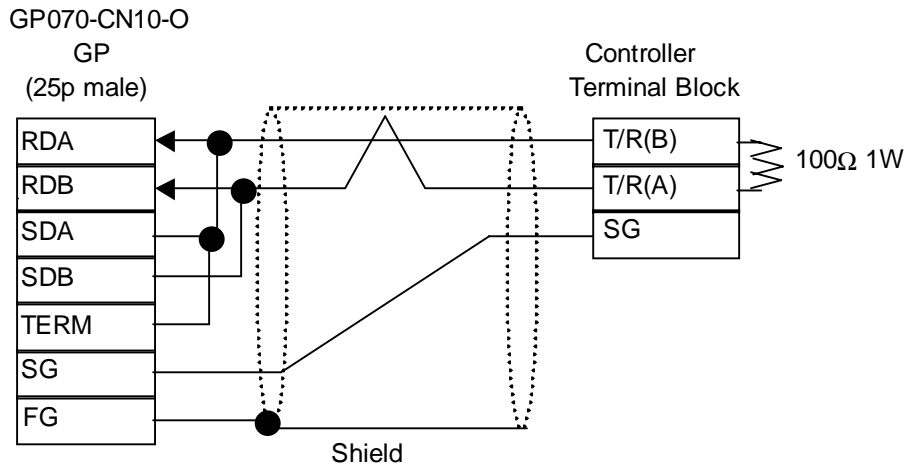 GP070-CN10-O
GP
(25p male)
Controller
Terminal Block
RDA
RDB
SDA
SDB
TERM
SG
FG
T/R(B)
T/R(A)
SG
100Ω 1W
Shield